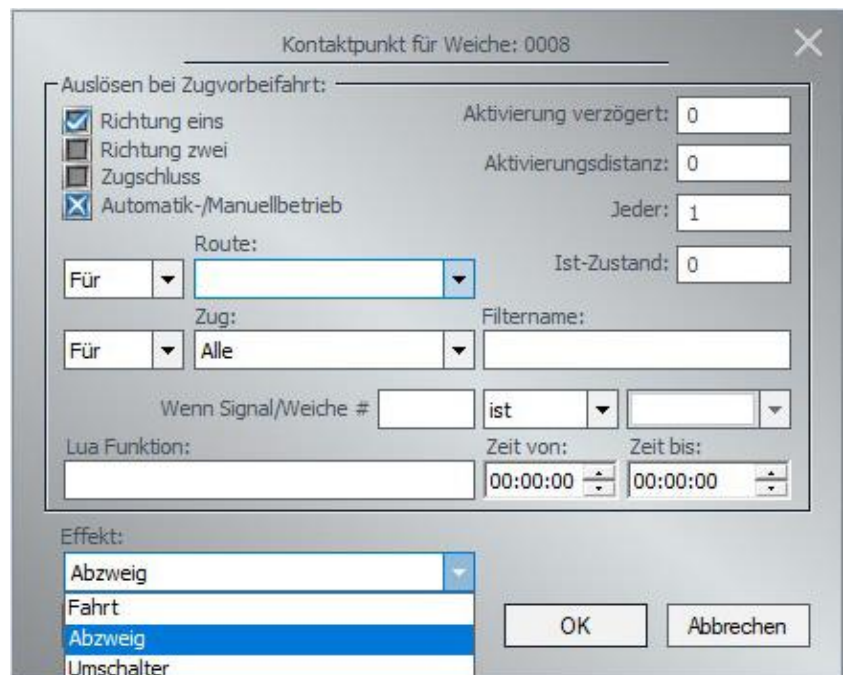 Kontaktpunkt für Weiche: 0008
Auslösen bei Zugvorbeifahrt:
Richtung eins
Aktivierung verzögert: 0
Richtung zwei
Zugschluss
Aktivierungsdistanz: 0
Automatik-/Manuellbetrieb
Jeder: 1
Route:
Ist-Zustand: 0
Für
Zug:
Filtername:
Für Alle
Wenn Signal/Weiche # ist
Lua Funktion:
Zeit von:
Zeit bis:
00:00:00
00:00:00
Effekt:
Abzweig
Fahrt
Abzweig
Umschalter
OK
Abbrechen